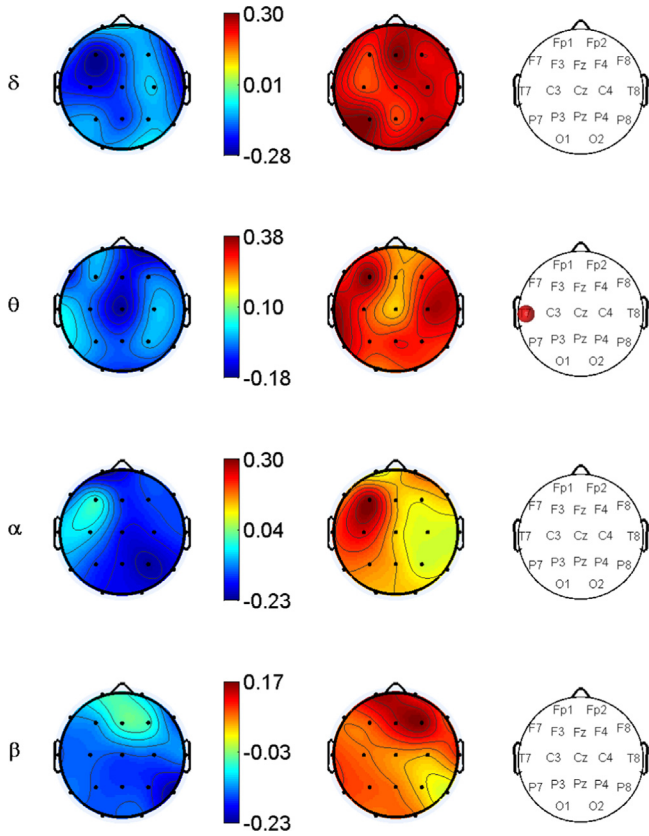 0.30
Fp1 Fp2
F7 F3 Fz F4 F8
δ 0.01 T7 C3 Cz C4 T8
P7 P3 Pz P4 P8
O1 O2
-0.28
0.38
Fp1 Fp2
F7 F3 Fz F4 F8
θ 0.10 C3 Cz C4 T8
P7 P3 Pz P4 P8
O1 O2
-0.18
0.30
Fp1 Fp2
F7 F3 Fz F4 F8
α 0.04 T7 C3 Cz C4 T8
P7 P3 Pz P4 P8
O1 O2
-0.23
0.17
Fp1 Fp2
F7 F3 Fz F4 F8
β -0.03 T7 C3 Cz C4 T8
P7 P3 Pz P4 P8
O1 O2
-0.23